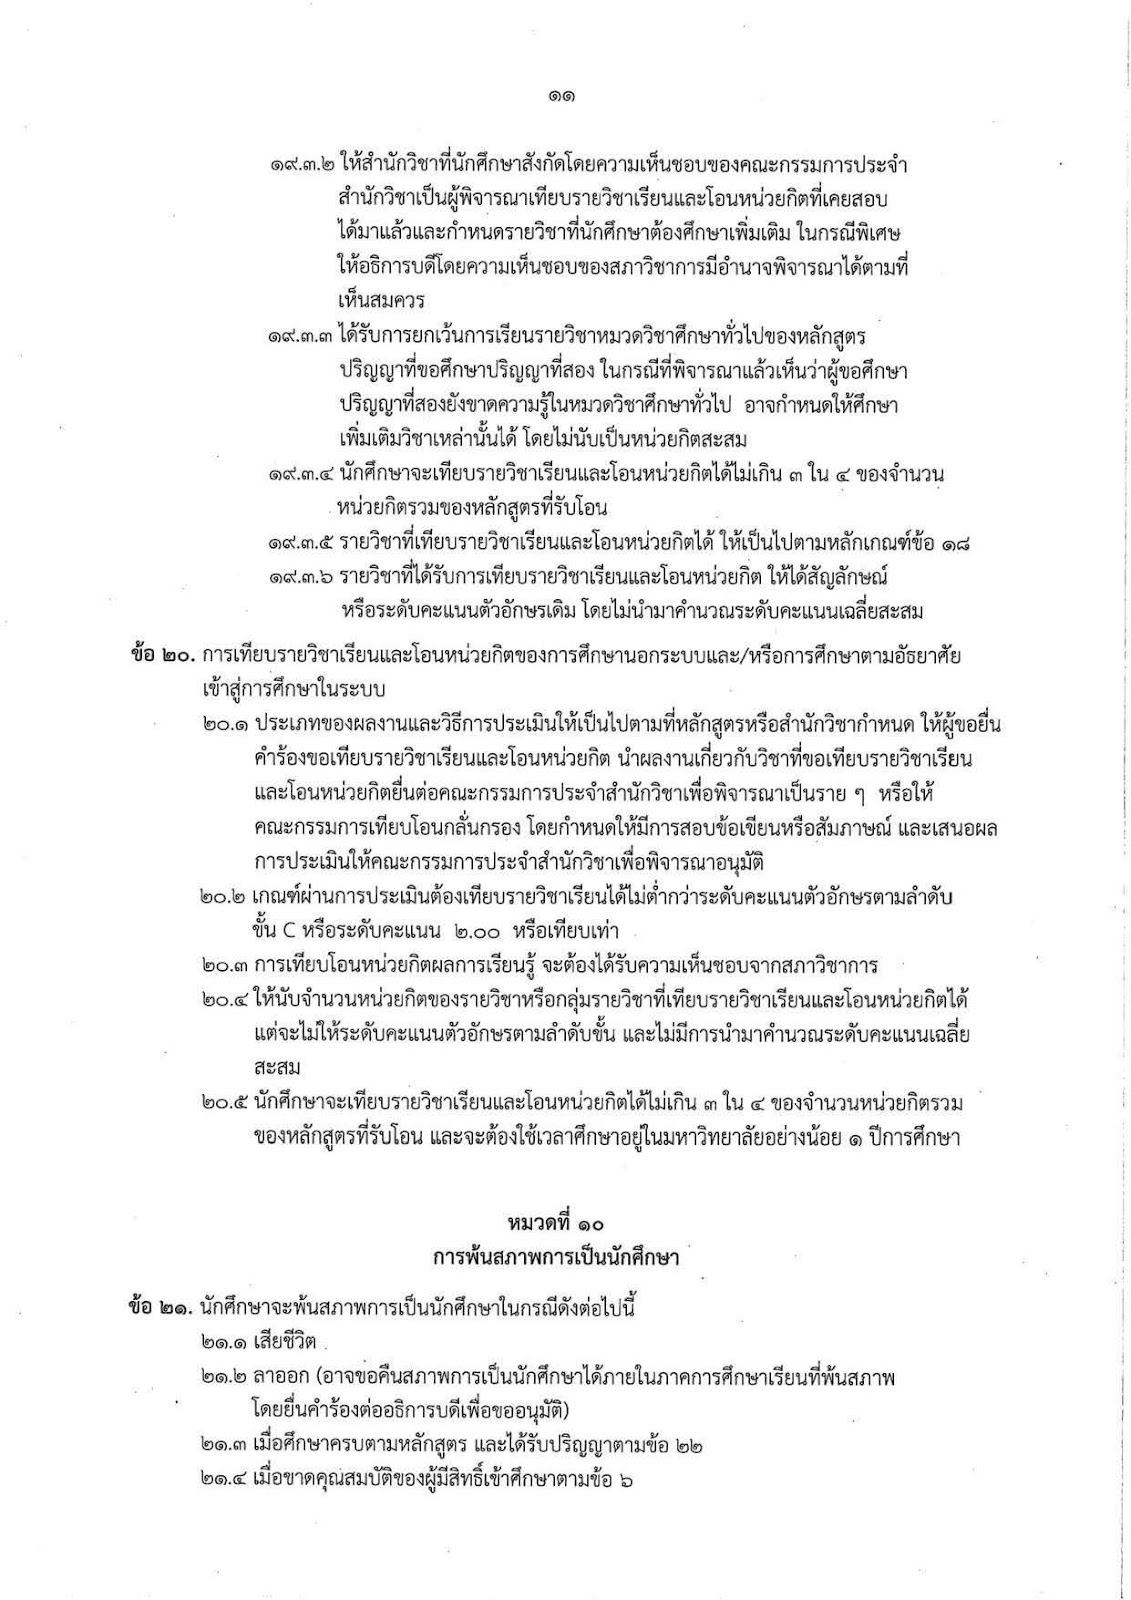 ๑๑
๑๙.๓.๒ ให้สำนักวิชาที่นักศึกษาสังกัดโดยความเห็นชอบของคณะกรรมการประจำ
สำนักวิชาเป็นผู้พิจารณาเทียบรายวิชาเรียนและโอนหน่วยกิตที่เคยสอบ
ได้มาแล้วและกำหนดรายวิชาที่นักศึกษาต้องศึกษาเพิ่มเติม ในกรณีพิเศษ
ให้อธิการบดีโดยความเห็นชอบของสภาวิชาการมีอำนาจพิจารณาได้ตามที่
เห็นสมควร
๑๙.๓.๓ ได้รับการยกเว้นการเรียนรายวิชาหมวดวิชาศึกษาทั่วไปของหลักสูตร
ปริญญาที่ขอศึกษาปริญญาที่สอง ในกรณีที่พิจารณาแล้วเห็นว่าผู้ขอศึกษา
ปริญญาที่สองยังขาดความรู้ในหมวดวิชาศึกษาทั่วไป อาจกำหนดให้ศึกษา
เพิ่มเติมวิชาเหล่านั้นได้ โดยไม่นับเป็นหน่วยกิตสะสม
๑๙.๓.๔ นักศึกษาจะเทียบรายวิชาเรียนและโอนหน่วยกิตได้ไม่เกิน ๓ ใน ๔ ของจำนวน
หน่วยกิตรวมของหลักสูตรที่รับโอน
๑๙.๓.๕ รายวิชาที่เทียบรายวิชาเรียนและโอนหน่วยกิตได้ ให้เป็นไปตามหลักเกณฑ์ข้อ ๑๘
๑๙.๓.๖ รายวิชาที่ได้รับการเทียบรายวิชาเรียนและโอนหน่วยกิต ให้ได้สัญลักษณ์
หรือระดับคะแนนตัวอักษรเดิม โดยไม่นำมาคำนวณระดับคะแนนเฉลี่ยสะสม
ข้อ ๒๐. การเทียบรายวิชาเรียนและโอนหน่วยกิตของการศึกษานอกระบบและ/หรือการศึกษาตามอัธยาศัย
เข้าสู่การศึกษาในระบบ
๒๐.๑ ประเภทของผลงานและวิธีการประเมินให้เป็นไปตามที่หลักสูตรหรือสำนักวิชากำหนด ให้ผู้ขอยื่น
คำร้องขอเทียบรายวิชาเรียนและโอนหน่วยกิต นำผลงานเกี่ยวกับวิชาที่ขอเทียบรายวิชาเรียน
และโอนหน่วยกิตยื่นต่อคณะกรรมการประจำสำนักวิชาเพื่อพิจารณาเป็นราย ๆ หรือให้
คณะกรรมการเทียบโอนกลั่นกรอง โดยกำหนดให้มีการสอบข้อเขียนหรือสัมภาษณ์ และเสนอผล
การประเมินให้คณะกรรมการประจำสำนักวิชาเพื่อพิจารณาอนุมัติ
๒๐.๒ เกณฑ์ผ่านการประเมินต้องเทียบรายวิชาเรียนได้ไม่ต่ำกว่าระดับคะแนนตัวอักษรตามลำดับ
ขั้น C หรือระดับคะแนน ๒.๐๐ หรือเทียบเท่า
๒๐.๓ การเทียบโอนหน่วยกิตผลการเรียนรู้ จะต้องได้รับความเห็นชอบจากสภาวิชาการ
๒๐.๔ ให้นับจำนวนหน่วยกิตของรายวิชาหรือกลุ่มรายวิชาที่เทียบรายวิชาเรียนและโอนหน่วยกิตได้
แต่จะไม่ให้ระดับคะแนนตัวอักษรตามลำดับขั้น และไม่มีการนำมาคำนวณระดับคะแนนเฉลี่ย
สะสม
๒๐.๕ นักศึกษาจะเทียบรายวิชาเรียนและโอนหน่วยกิตได้ไม่เกิน ๓ ใน ๔ ของจำนวนหน่วยกิตรวม
ของหลักสูตรที่รับโอน และจะต้องใช้เวลาศึกษาอยู่ในมหาวิทยาลัยอย่างน้อย ๑ ปีการศึกษา
หมวดที่ ๑๐
การพ้นสภาพการเป็นนักศึกษา
ข้อ ๒๑. นักศึกษาจะพ้นสภาพการเป็นนักศึกษาในกรณีดังต่อไปนี้
๒๑.๑ เสียชีวิต
๒๑.๒ ลาออก (อาจขอคืนสภาพการเป็นนักศึกษาได้ภายในภาคการศึกษาเรียนที่พ้นสภาพ
โดยยื่นคำร้องต่ออธิการบดีเพื่อขออนุมัติ)
๒๑.๓ เมื่อศึกษาครบตามหลักสูตร และได้รับปริญญาตามข้อ ๒๒
๒๑.๔ เมื่อขาดคุณสมบัติของผู้มีสิทธิ์เข้าศึกษาตามข้อ ๖